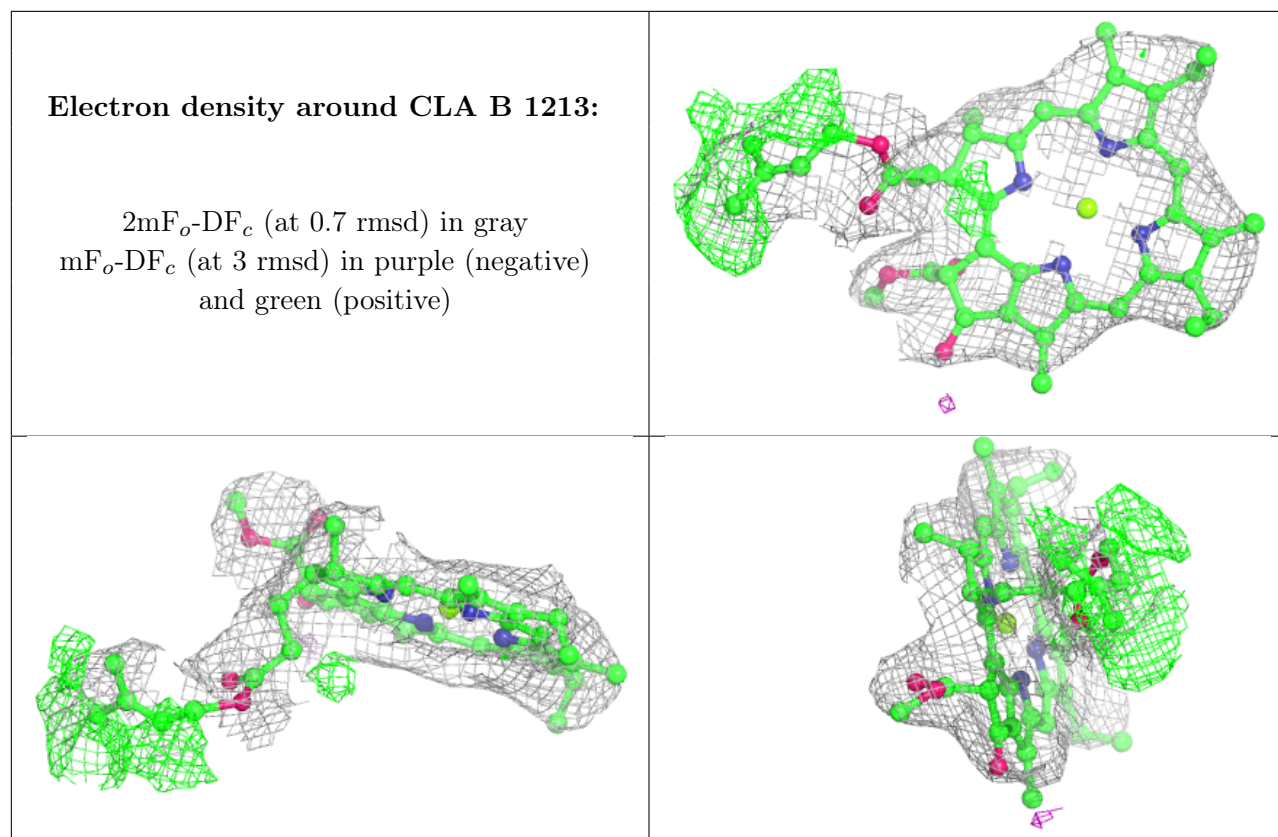 Electron density around CLA B 1213:
2mFo-DFc (at 0.7 rmsd) in gray
mFo-DFc (at 3 rmsd) in purple (negative)
and green (positive)